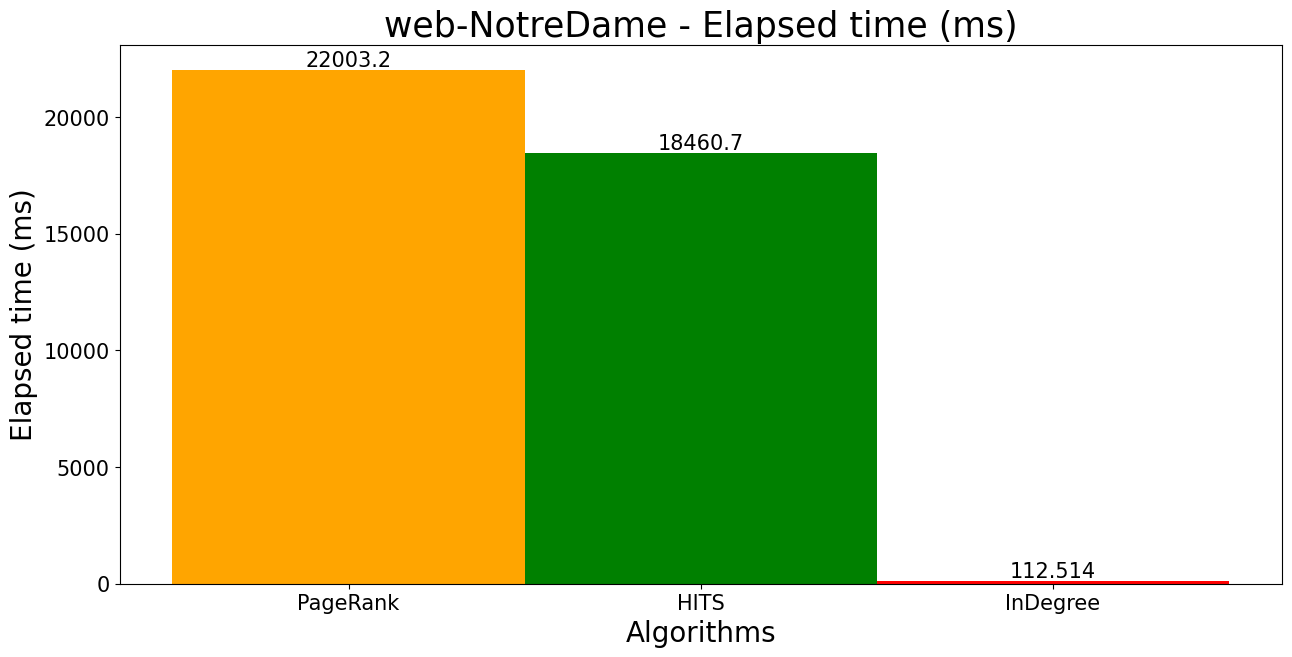 web-NotreDame - Elapsed time (ms)
22003.2
18460.7
112.514
20000
15000
10000
5000
0
Elapsed time (ms)
PageRank
HITS
InDegree
Algorithms